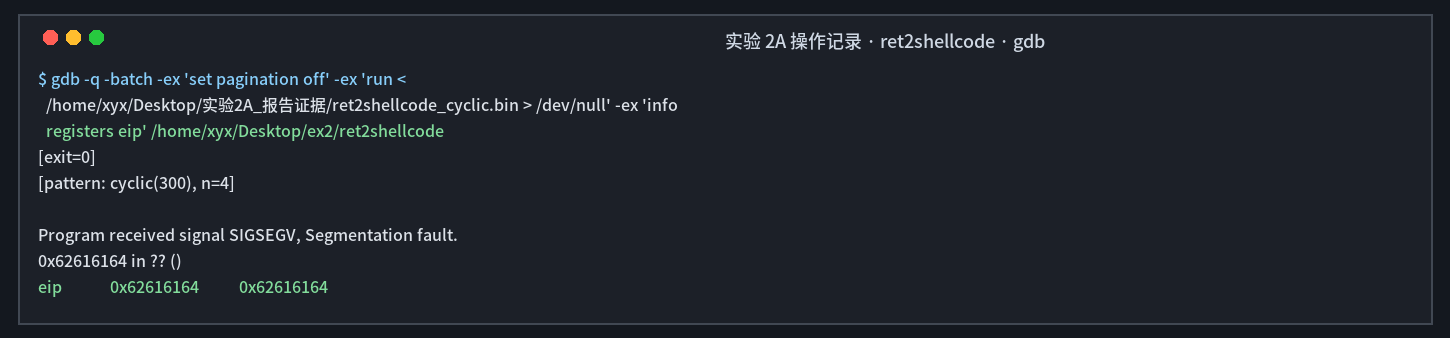 实验 2A 操作记录 · ret2shellcode · gdb
$ gdb -q -batch -ex 'set pagination off' -ex 'run <
/home/xyx/Desktop/实验2A_报告证据/ret2shellcode_cyclic.bin > /dev/null' -ex 'info
registers eip' /home/xyx/Desktop/ex2/ret2shellcode
[exit=0]
[pattern: cyclic(300), n=4]
Program received signal SIGSEGV, Segmentation fault.
0x62616164 in ?? ()
eip 0x62616164 0x62616164